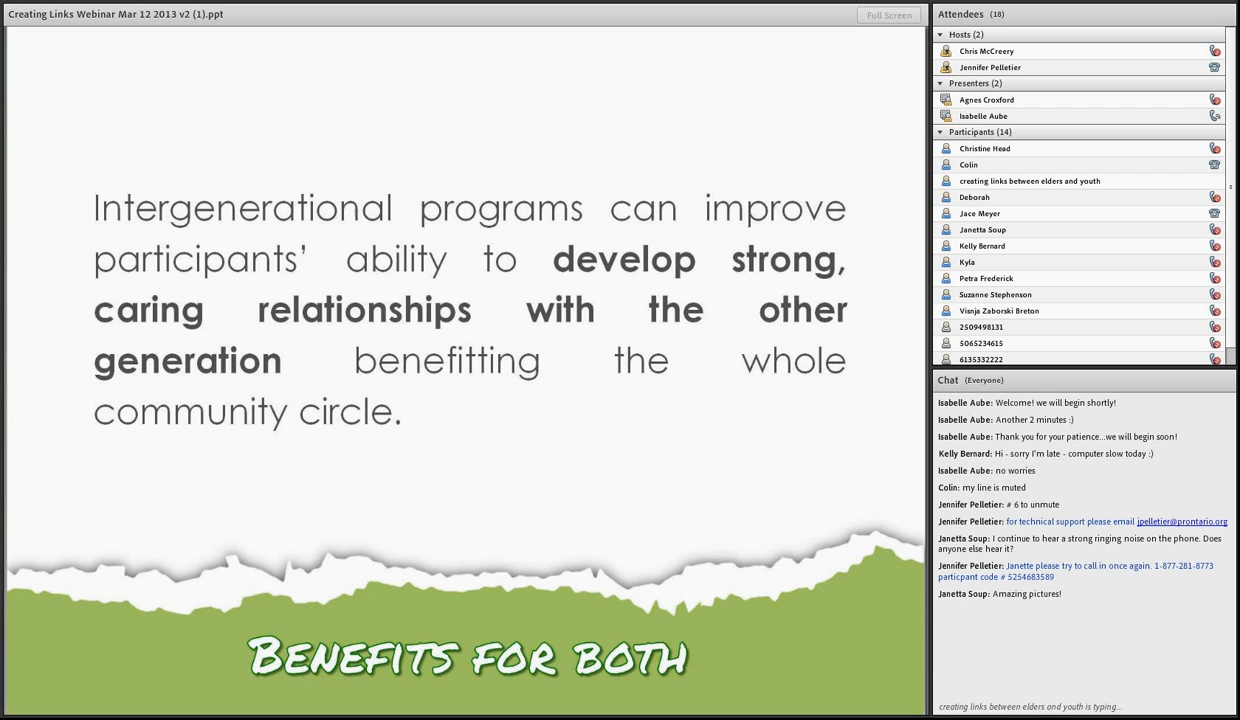 Creating Links Webinar Mar 12 2013 v2 (1).ppt
Full Screen
Intergenerational programs can improve
participants’ ability to develop strong,
caring relationships with the other
generation benefitting the whole
community circle.
Benefits for both
Attendees (18)
Hosts (2)
Chris McCreery
Jennifer Pelletier
Presenters (2)
Agnes Croxford
Isabelle Aube
Participants (14)
Christine Head
Colin
creating links between elders and youth
Deborah
Jace Meyer
Janetta Soup
Kelly Bernard
Kyla
Petra Frederick
Suzanne Stephenson
Visnja Zaborski Breton
2509498131
5065234615
6135332222
Chat (Everyone)
Isabelle Aube: Welcome! we will begin shortly!
Isabelle Aube: Another 2 minutes :)
Isabelle Aube: Thank you for your patience...we will begin soon!
Kelly Bernard: Hi - sorry I'm late - computer slow today :)
Isabelle Aube: no worries
Colin: my line is muted
Jennifer Pelletier: # 6 to unmute
Jennifer Pelletier: for technical support please email jpelletier@prontario.org
Janetta Soup: I continue to hear a strong ringing noise on the phone. Does
anyone else hear it?
Jennifer Pelletier: Janette please try to call in once again. 1-877-281-8773
particpant code # 5254683589
Janetta Soup: Amazing pictures!
creating links between elders and youth is typing...